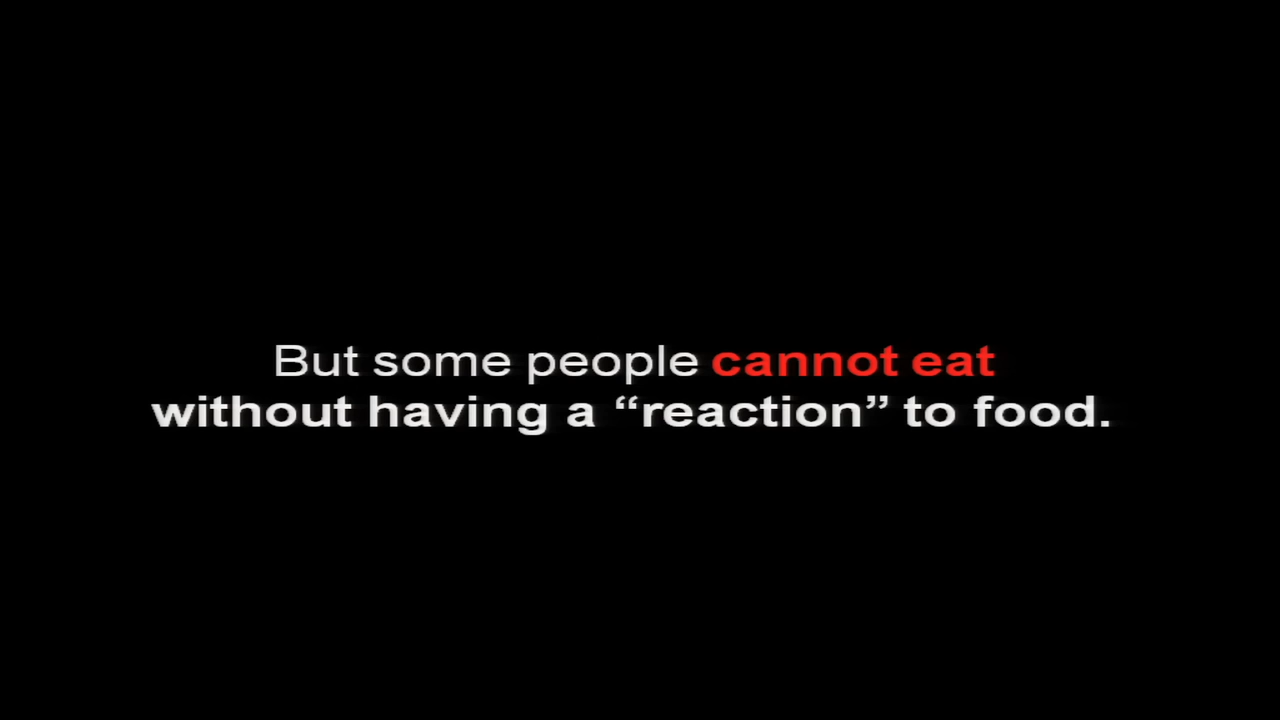 But some people cannot eat
without having a “reaction” to food.